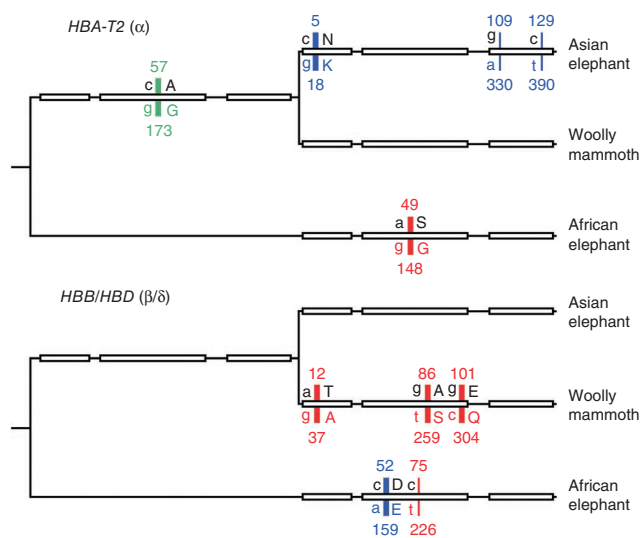 HBA-T2 (α)
5 109 129
c N g c
Asian
elephant
g K a t
18 330 390
57
c A
g G
173
Woolly
mammoth
49
a S
g G
148
African
elephant
HBB/HBD (β/δ)
Asian
elephant
12 86 101
a T g A g E
Woolly
mammoth
g A t S c Q
37 259 304
52 75
c D c
African
elephant
a E t
159 226